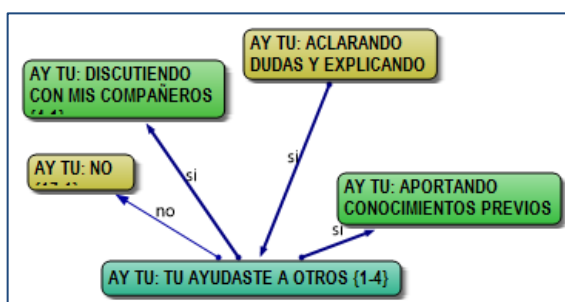 AY TU: ACLARANDO
DUDAS Y EXPLICANDO
AY TU: DISCUTIENDO
CON MIS COMPAÑEROS
si
si
AY TU: NO
no
AY TU: APORTANDO
CONOCIMIENTOS PREVIOS
si
AY TU: TU AYUDASTE A OTROS {1-4}